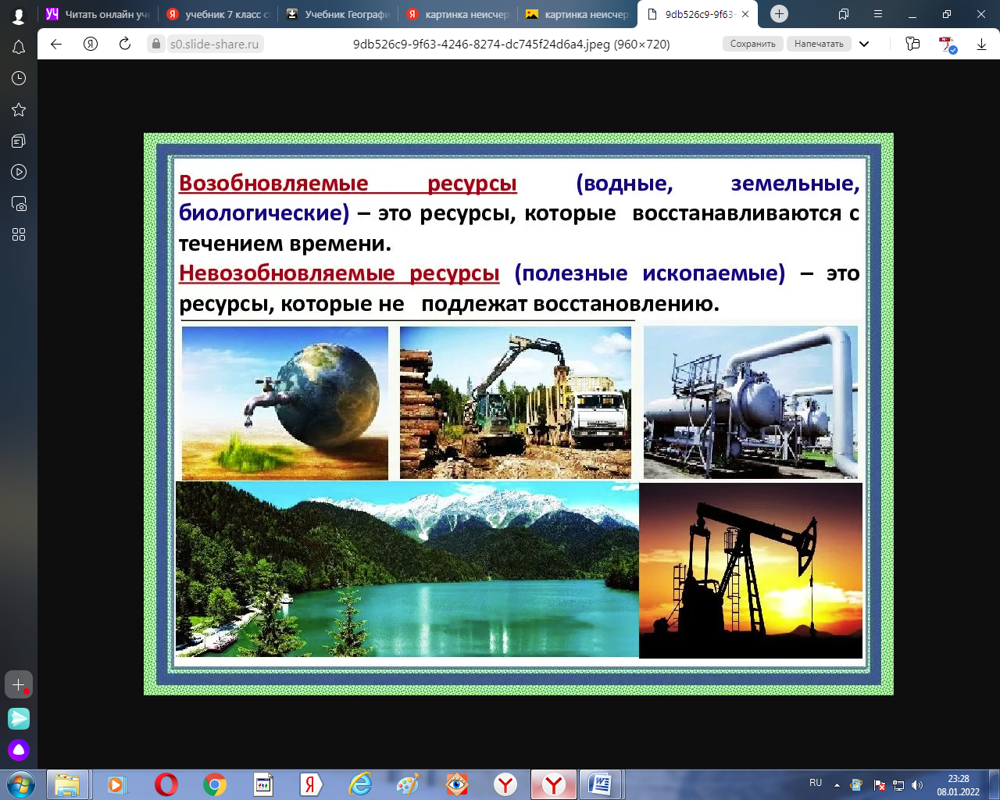 УЧ Читать онлайн уче
учебник 7 класс ст
Учебник Географи
картинка неисчер
картинка неисчер
9db526c9-9f63-
s0.slide-share.ru
9db526c9-9f63-4246-8274-dc745f24d6a4.jpeg (960×720)
Сохранить
Напечатать
Возобновляемые ресурсы (водные, земельные,
биологические) – это ресурсы, которые восстанавливаются с
течением времени.
Невозобновляемые ресурсы (полезные ископаемые) – это
ресурсы, которые не подлежат восстановлению.
RU
23:28
08.01.2022